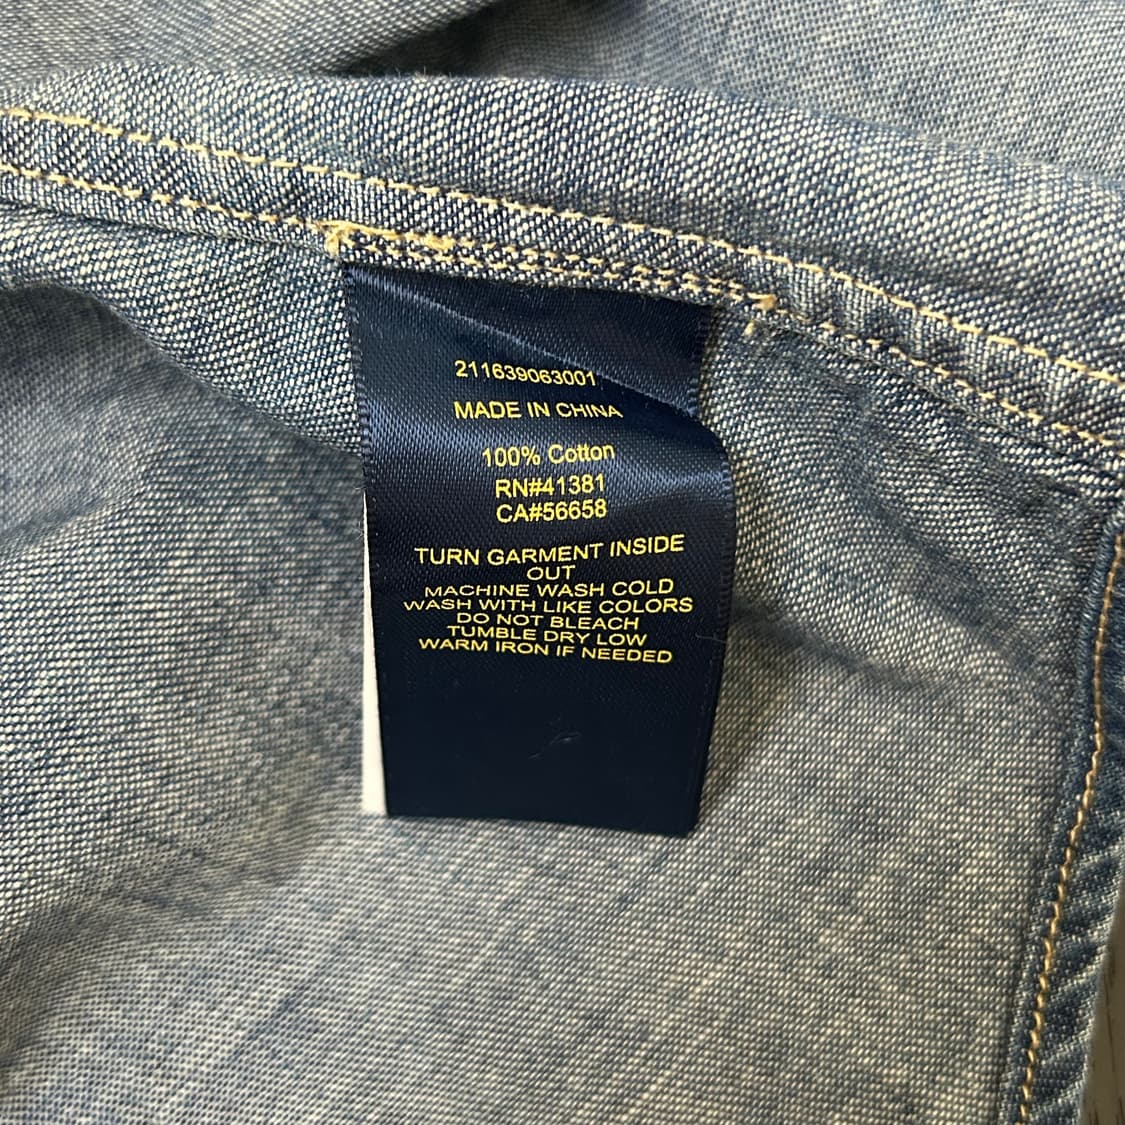 211639063001
MADE IN CHINA
100% Cotton
RN#41381
CA#56658
TURN GARMENT INSIDE
OUT
MACHINE WASH COLD
WASH WITH LIKE COLORS
DO NOT BLEACH
TUMBLE DRY LOW
WARM IRON IF NEEDED